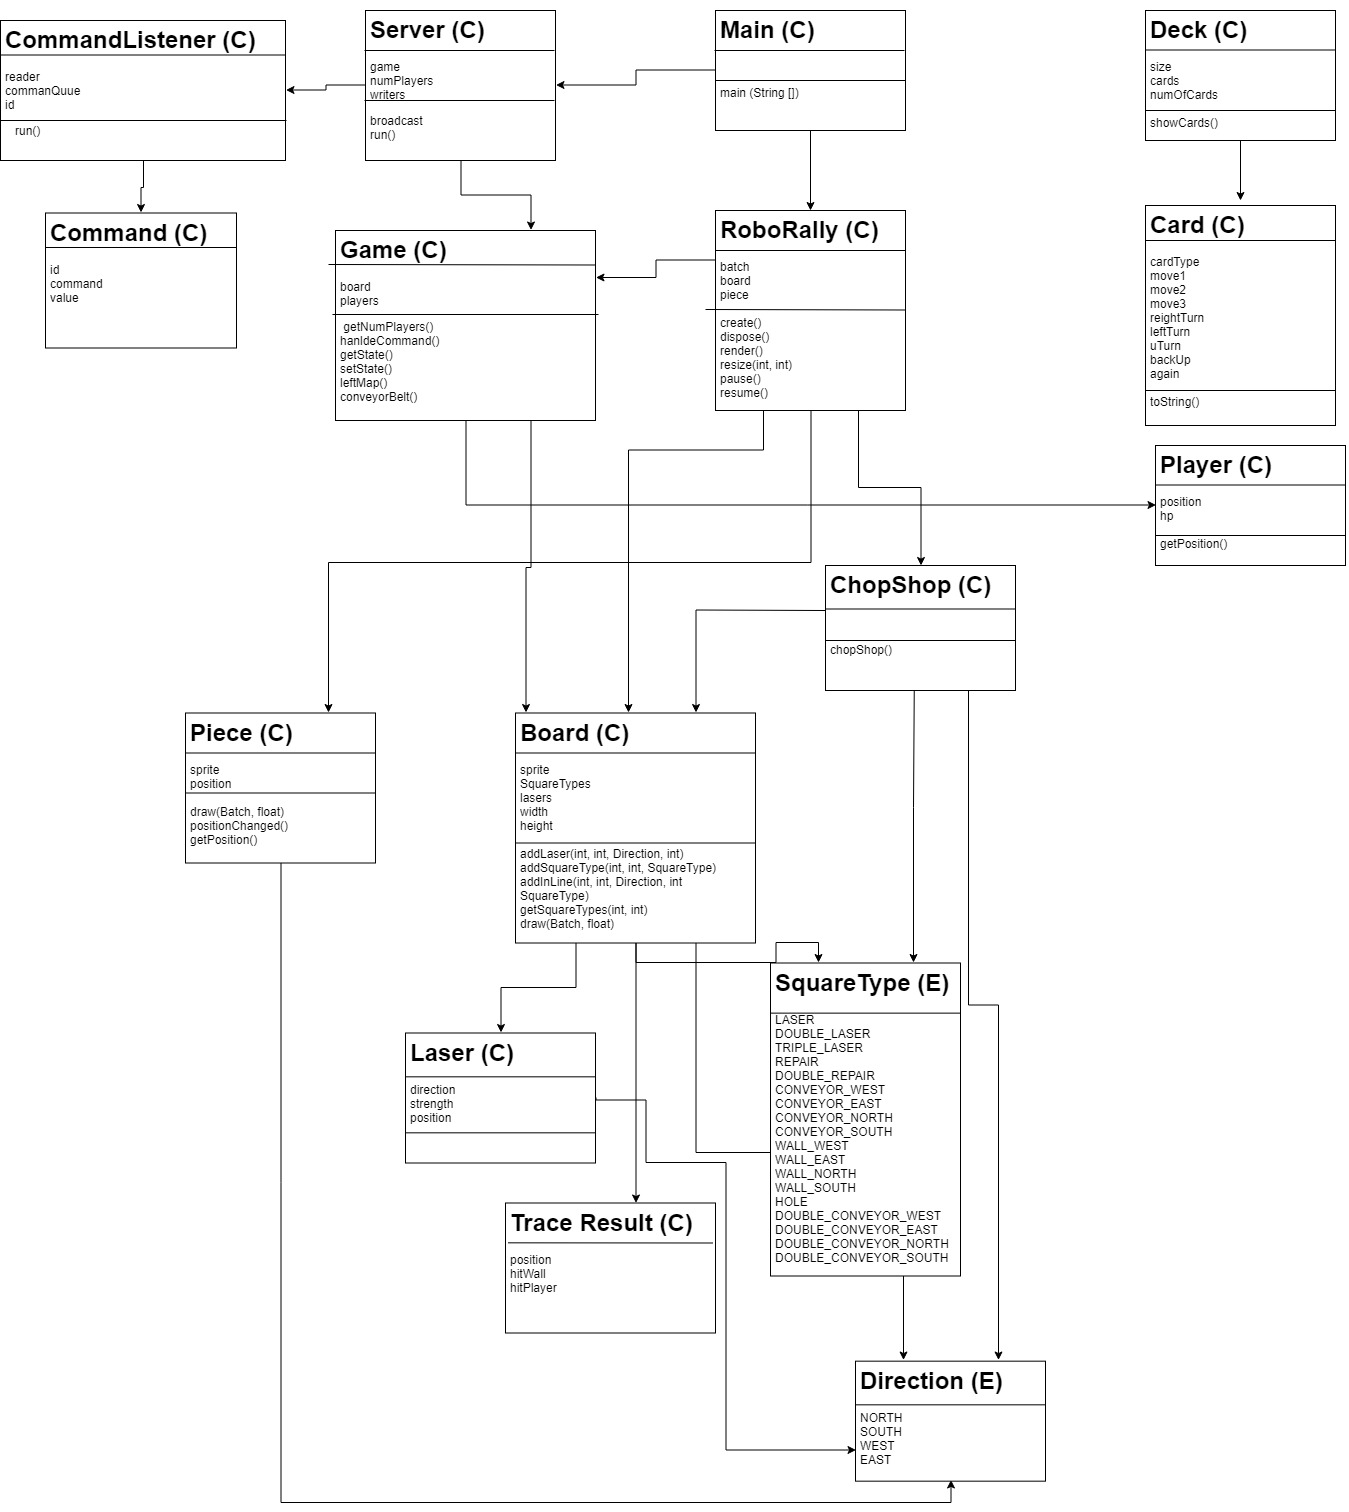 CommandListener (C)
reader
commanQuue
id
run()
Server (C)
game
numPlayers
writers
broadcast
run()
Main (C)
main (String [])
Deck (C)
size
cards
numOfCards
showCards()
Command (C)
id
command
value
Game (C)
board
players
getNumPlayers()
hanldeCommand()
getState()
setState()
leftMap()
conveyorBelt()
RoboRally (C)
batch
board
piece
create()
dispose()
render()
resize(int, int)
pause()
resume()
Card (C)
cardType
move1
move2
move3
reightTurn
leftTurn
uTurn
backUp
again
toString()
Player (C)
position
hp
getPosition()
ChopShop (C)
chopShop()
Piece (C)
sprite
position
draw(Batch, float)
positionChanged()
getPosition()
Board (C)
sprite
SquareTypes
lasers
width
height
addLaser(int, int, Direction, int)
addSquareType(int, int, SquareType)
addInLine(int, int, Direction, int
SquareType)
getSquareTypes(int, int)
draw(Batch, float)
Laser (C)
direction
strength
position
SquareType (E)
LASER
DOUBLE_LASER
TRIPLE_LASER
REPAIR
DOUBLE_REPAIR
CONVEYOR_WEST
CONVEYOR_EAST
CONVEYOR_NORTH
CONVEYOR_SOUTH
WALL_WEST
WALL_EAST
WALL_NORTH
WALL_SOUTH
HOLE
DOUBLE_CONVEYOR_WEST
DOUBLE_CONVEYOR_EAST
DOUBLE_CONVEYOR_NORTH
DOUBLE_CONVEYOR_SOUTH
Trace Result (C)
position
hitWall
hitPlayer
Direction (E)
NORTH
SOUTH
WEST
EAST